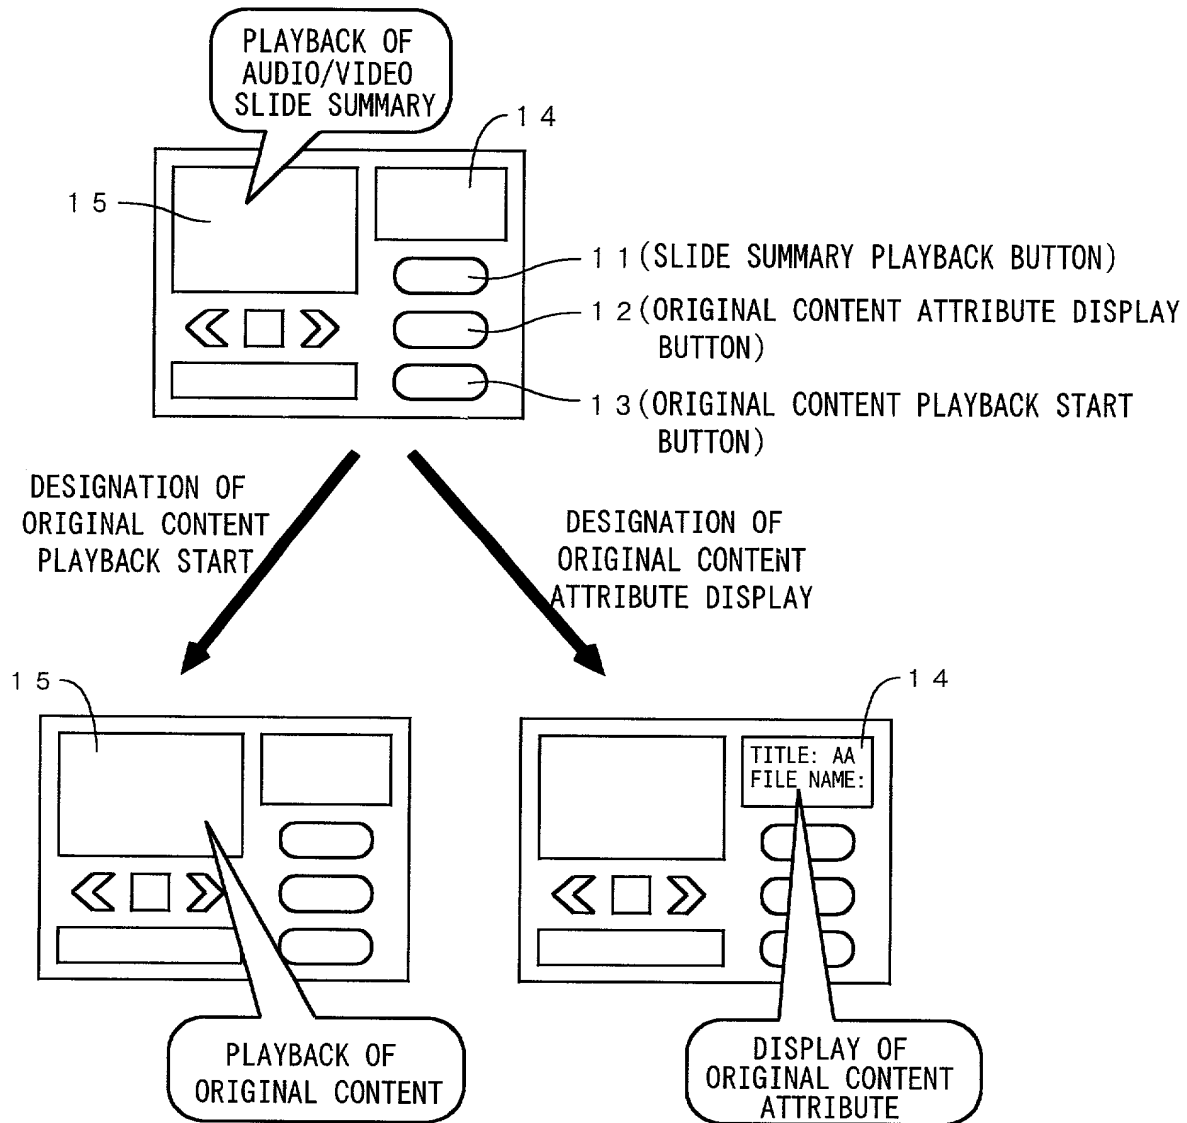 PLAYBACK OF
AUDIO/VIDEO
SLIDE SUMMARY
14
15
11(SLIDE SUMMARY PLAYBACK BUTTON)
12(ORIGINAL CONTENT ATTRIBUTE DISPLAY
BUTTON)
13(ORIGINAL CONTENT PLAYBACK START
BUTTON)
DESIGNATION OF
ORIGINAL CONTENT
PLAYBACK START
DESIGNATION OF
ORIGINAL CONTENT
ATTRIBUTE DISPLAY
15
14
TITLE: AA
FILE NAME:
PLAYBACK OF
ORIGINAL CONTENT
DISPLAY OF
ORIGINAL CONTENT
ATTRIBUTE